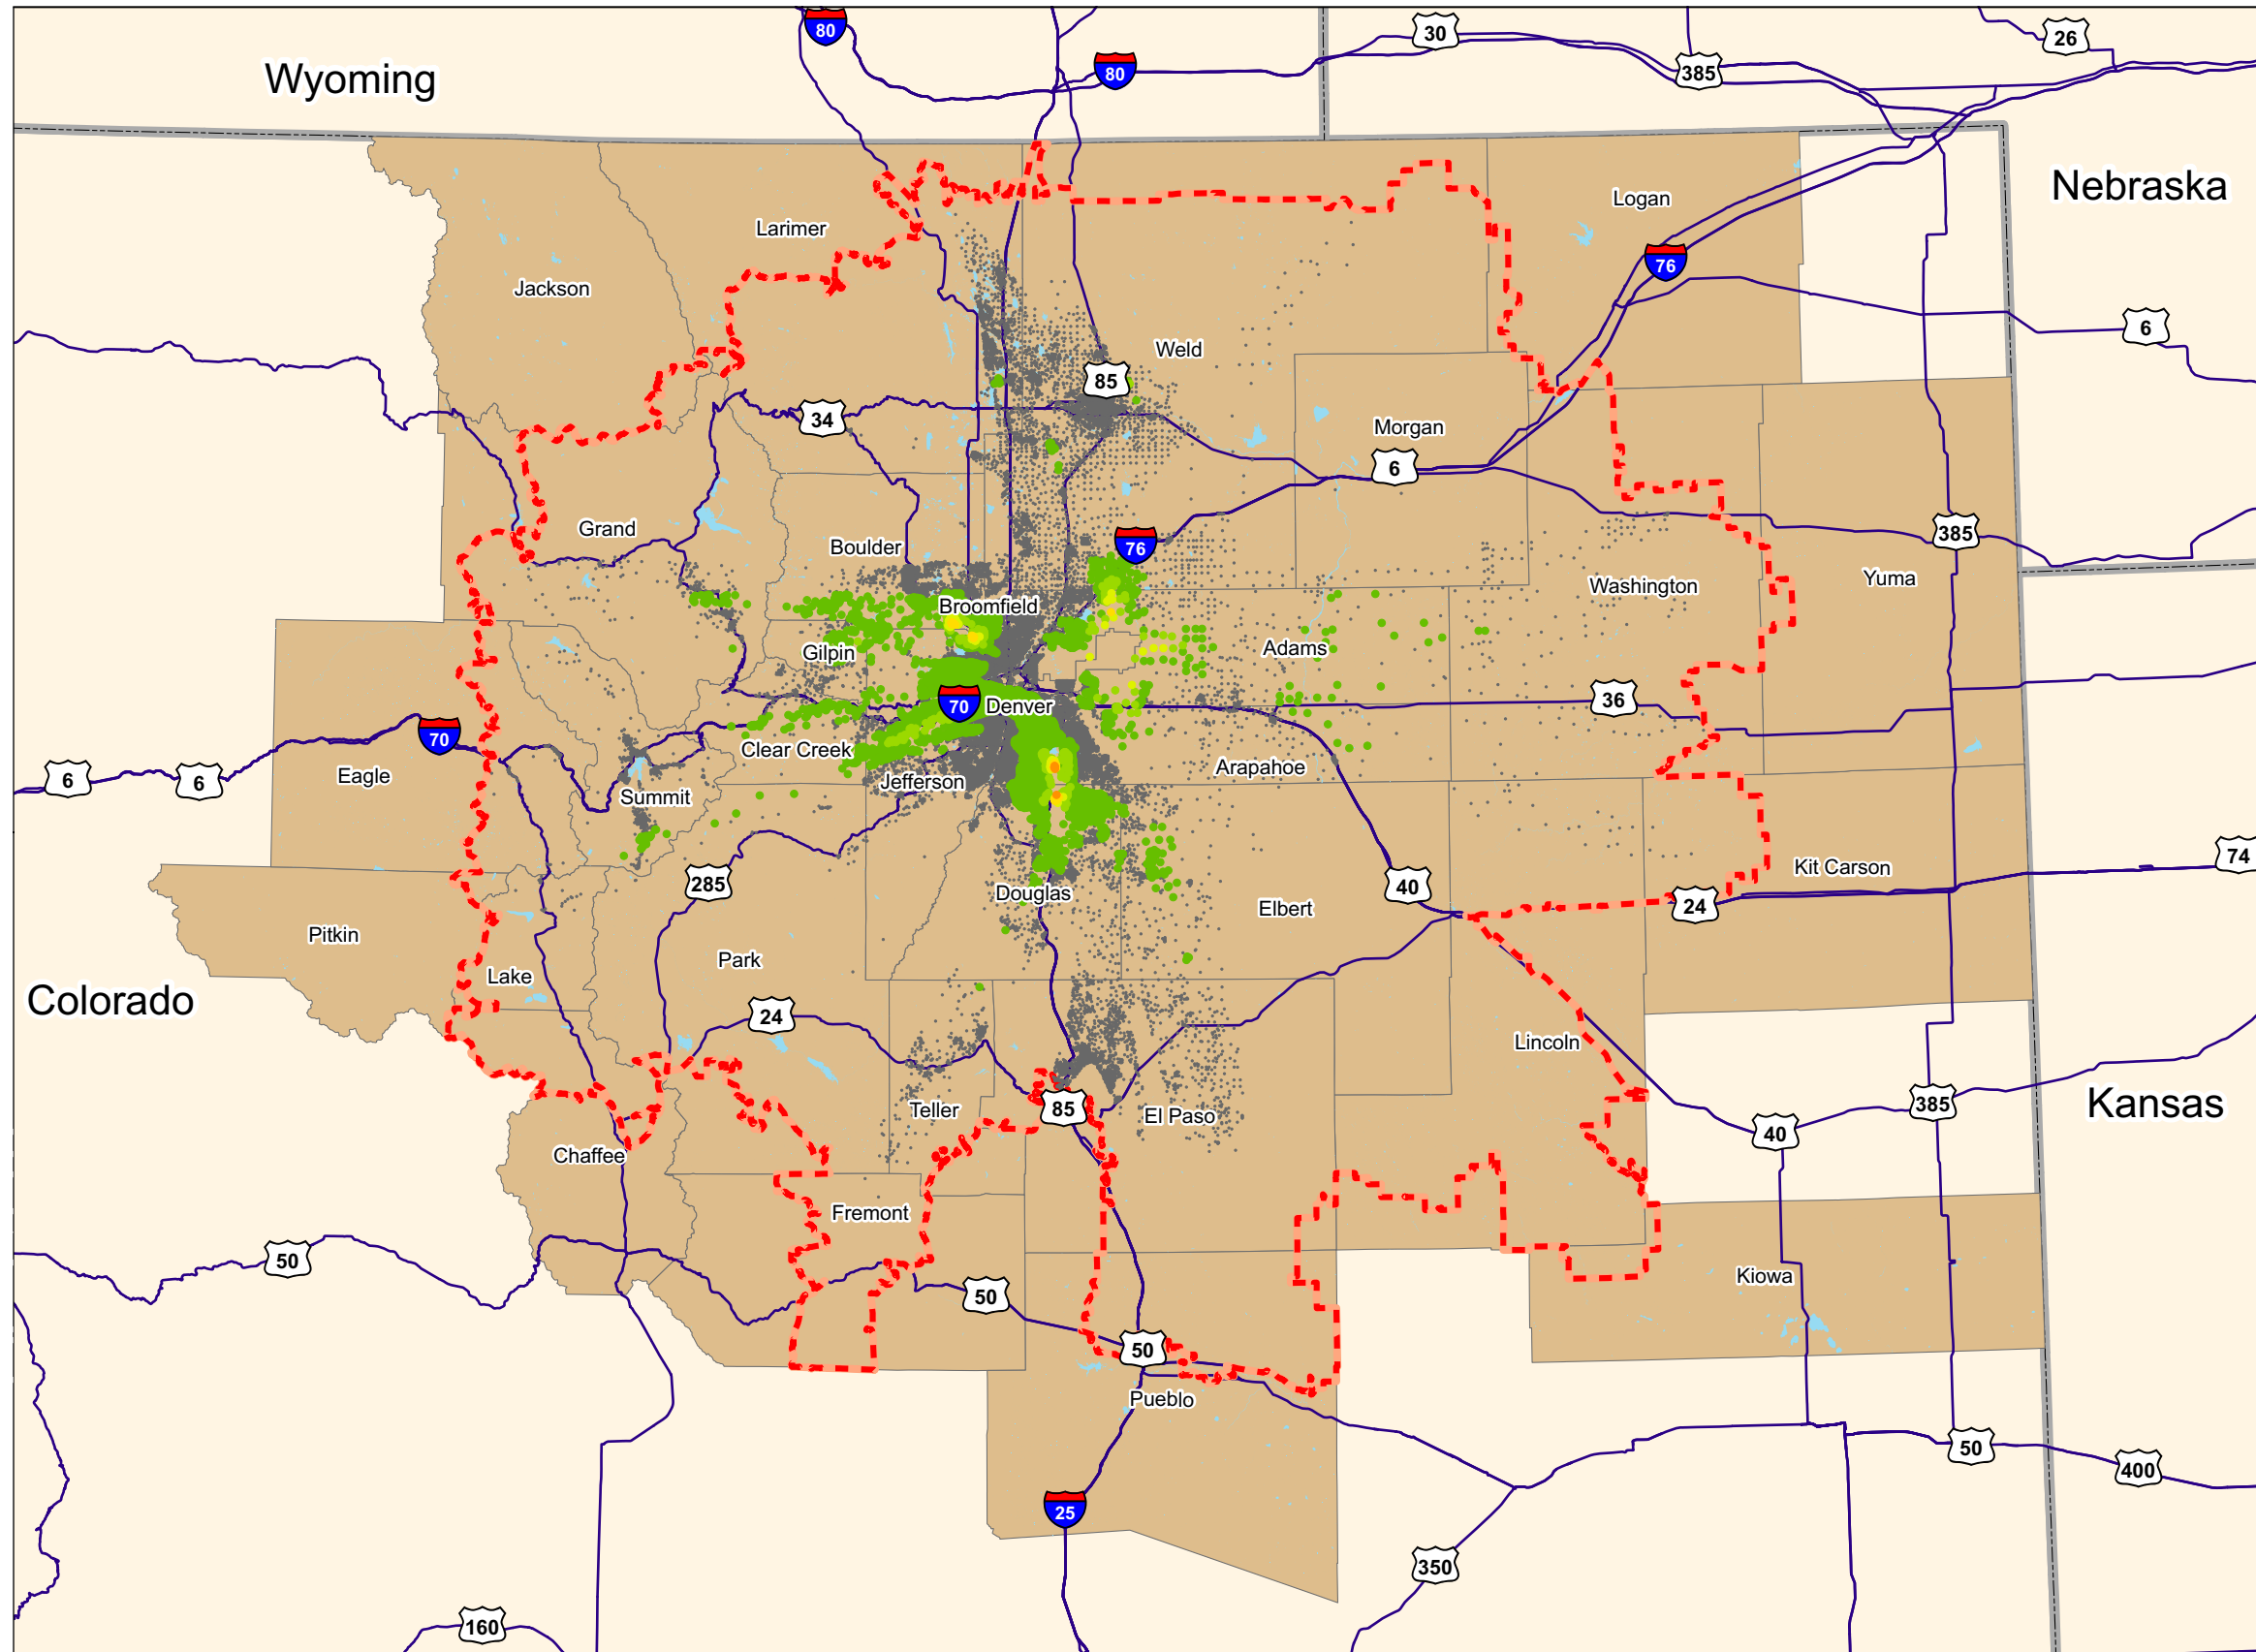 80
30
26
80
385
Wyoming
Nebraska
Logan
Larimer
76
Jackson
6
Weld
85
34
Morgan
6
Grand
385
76
Boulder
Washington
Yuma
Broomfield
Adams
Gilpin
36
70
Denver
70
Clear Creek
6
6
Eagle
Arapahoe
Jefferson
Summit
74
Kit Carson
285
40
Douglas
24
Elbert
Pitkin
Park
Lake
Colorado
24
Lincoln
Kansas
385
85
Teller
El Paso
40
Chaffee
Fremont
50
Kiowa
50
50
Pueblo
50
400
25
350
160